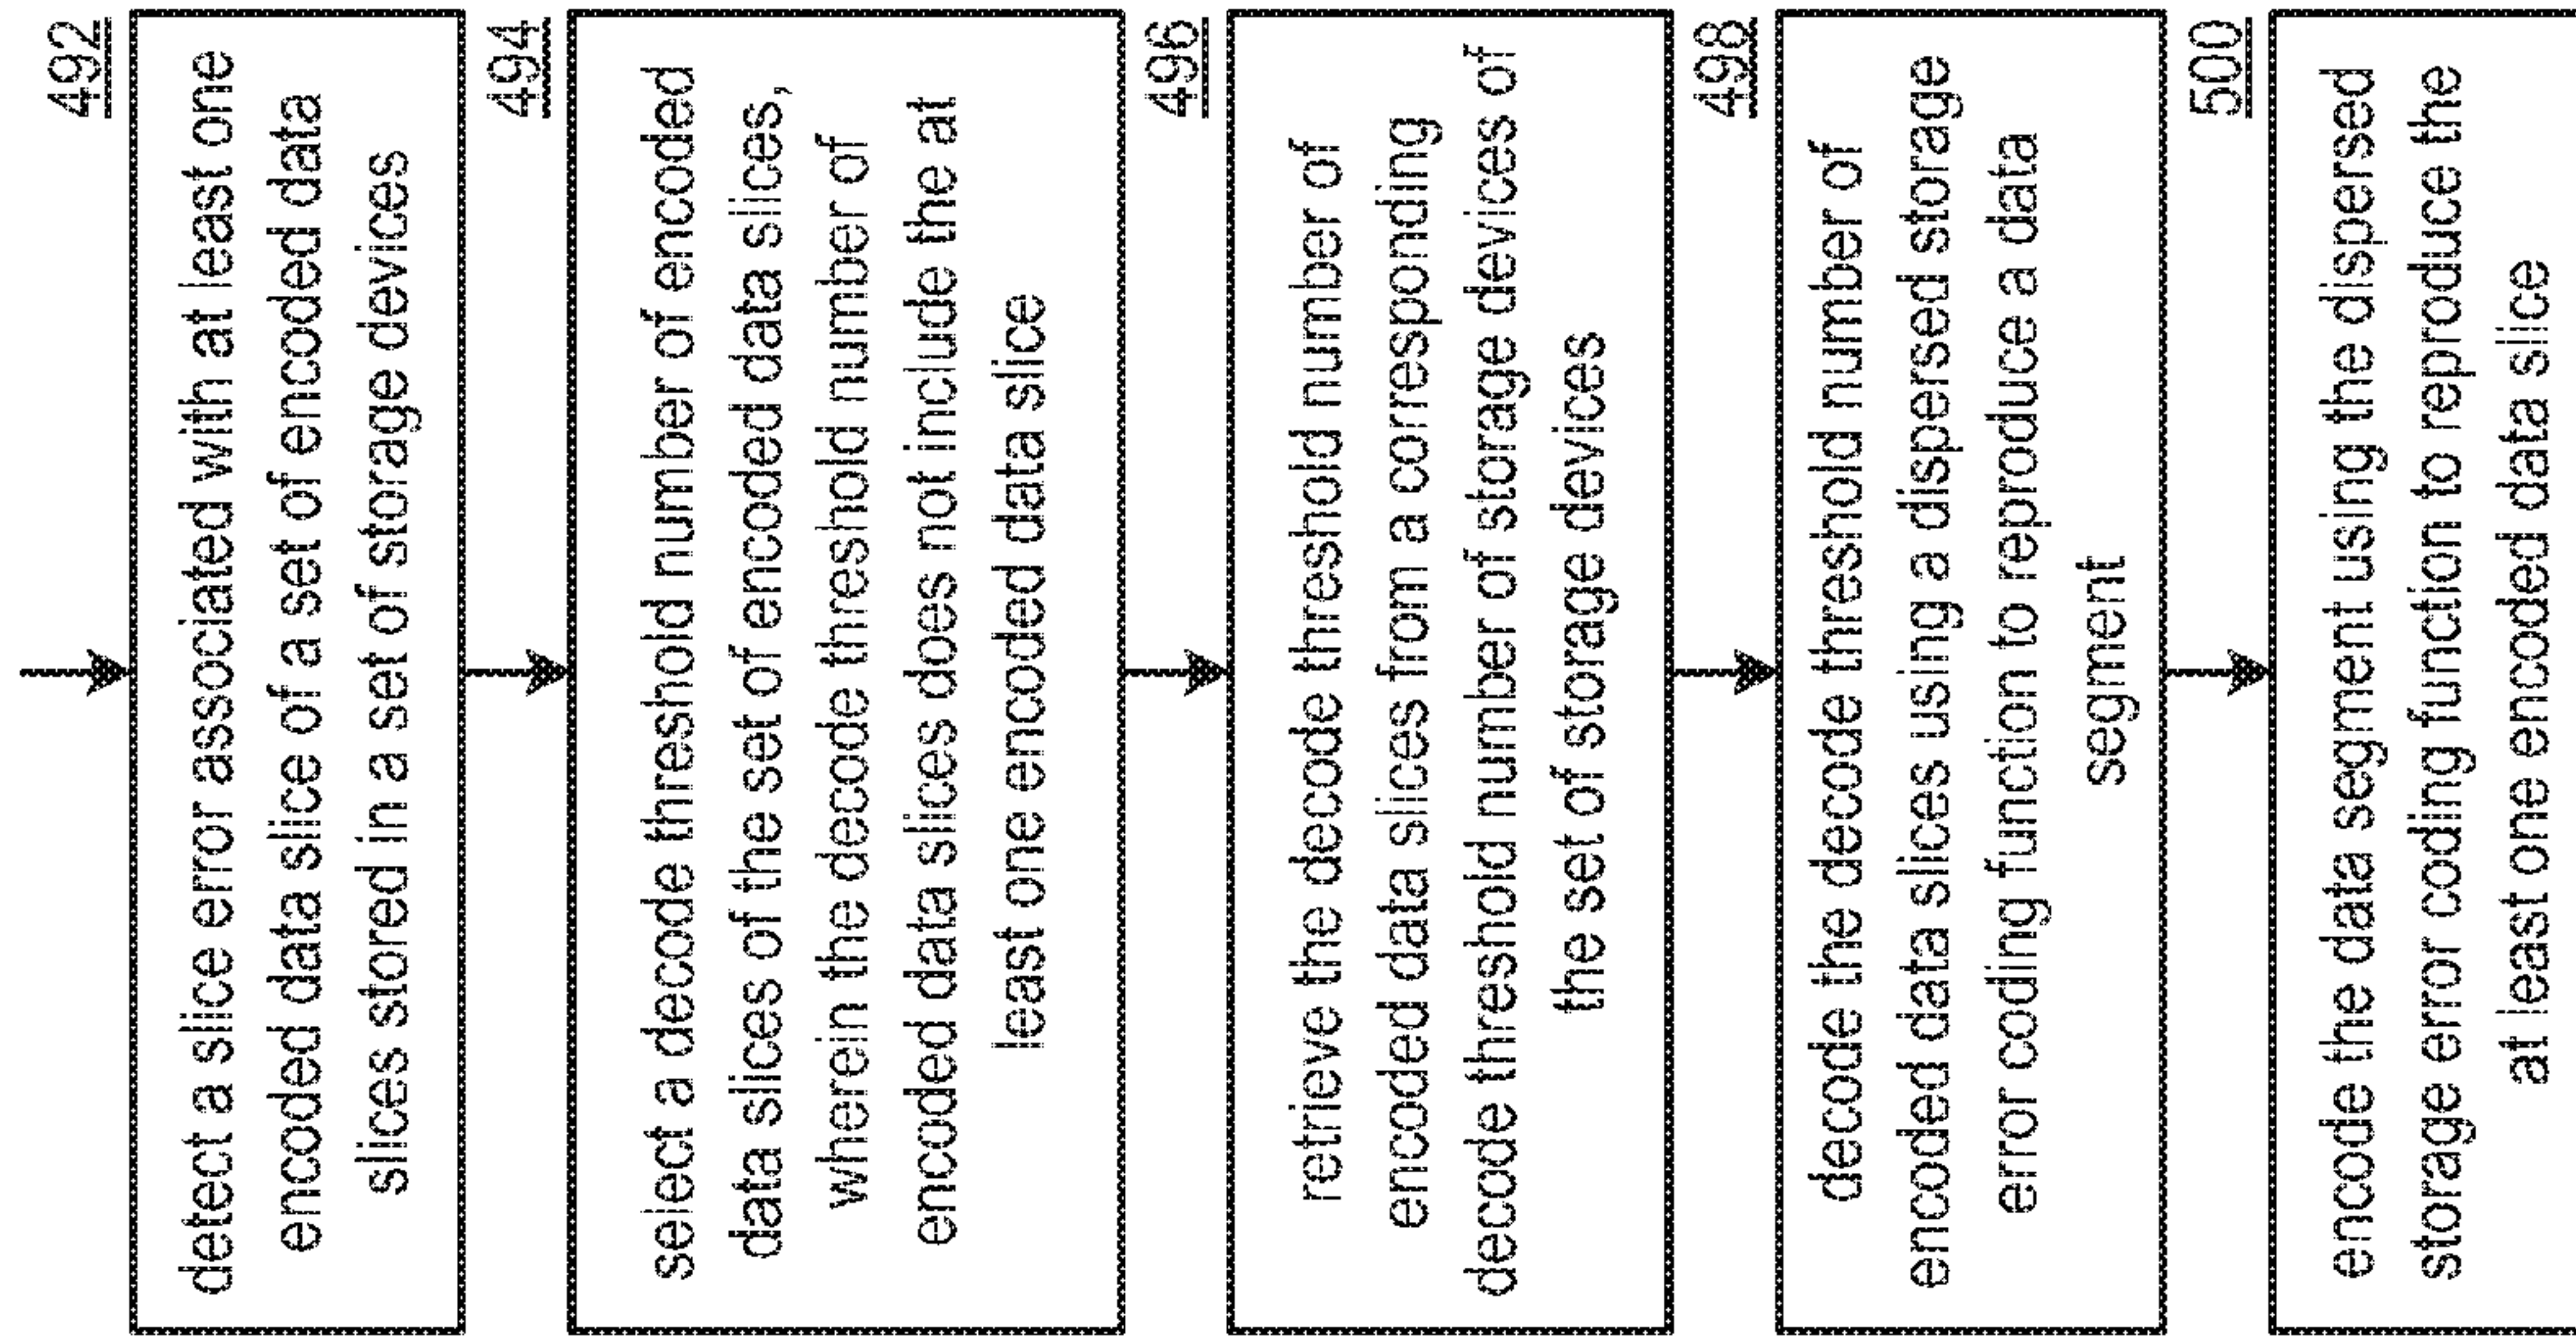 492
detect a slice error associated with at least one
encoded data slice of a set of encoded data
slices stored in a set of storage devices
494
select a decode threshold number of encoded
data slices of the set of encoded data slices,
wherein the decode threshold number of
encoded data slices does not include the at
least one encoded data slice
496
retrieve the decode threshold number of
encoded data slices from a corresponding
decode threshold number of storage devices of
the set of storage devices
498
decode the decode threshold number of
encoded data slices using a dispersed storage
error coding function to reproduce a data
segment
500
encode the data segment using the dispersed
storage error coding function to reproduce the
at least one encoded data slice